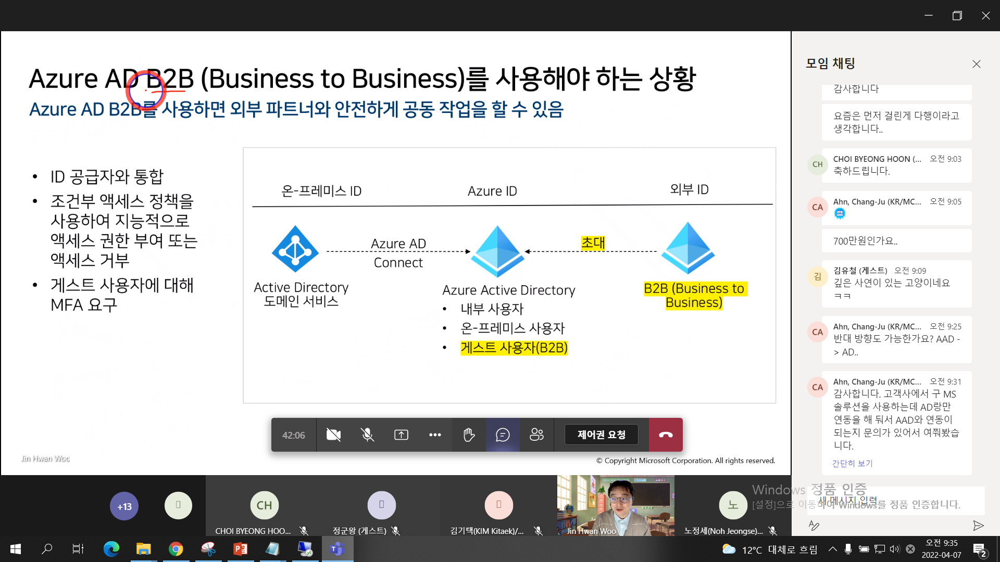 Azure AD B2B (Business to Business)를 사용해야 하는 상황
Azure AD B2B를 사용하면 외부 파트너와 안전하게 공동 작업을 할 수 있음
• ID 공급자와 통합
• 조건부 액세스 정책을
사용하여 지능적으로
액세스 권한 부여 또는
액세스 거부
• 게스트 사용자에 대해
MFA 요구
온-프레미스 ID
Azure ID
외부 ID
Azure AD
Connect
초대
Active Directory
도메인 서비스
Azure Active Directory
• 내부 사용자
• 온-프레미스 사용자
• 게스트 사용자(B2B)
B2B (Business to
Business)
42:06
제어권 요청
Jin Hwan Woo
© Copyright Microsoft Corporation. All rights reserved.
+13
CH
CHOI BYEONG HOO...
정군왕 (게스트)
김기택(KIM Kitaek)/...
Jin Hwan Woo
노
노정세(Noh Jeongse)...
모임 채팅
감사합니다
요즘은 먼저 걸린게 다행이라고
생각합니다..
CH
CHOI BYEONG HOON (... 오전 9:03
축하드립니다.
CA
Ahn, Chang-Ju (KR/MC... 오전 9:05
700만원인가요..
김
김유철 (게스트) 오전 9:09
깊은 사연이 있는 고양이네요
ㅋㅋ
CA
Ahn, Chang-Ju (KR/MC... 오전 9:25
반대 방향도 가능한가요? AAD -
> AD..
CA
Ahn, Chang-Ju (KR/MC... 오전 9:31
감사합니다. 고객사에서 구 MS
솔루션을 사용하는데 AD랑만
연동을 해 둬서 AAD와 연동이
되는지 문의가 있어서 여쭤봤습
니다.
간단히 보기
Windows 정품 인증
[설정]으로 이동하여 Windows를 정품 인증합니다.
새 메시지 입력
12°C 대체로 흐림
오전 9:35
2022-04-07
2